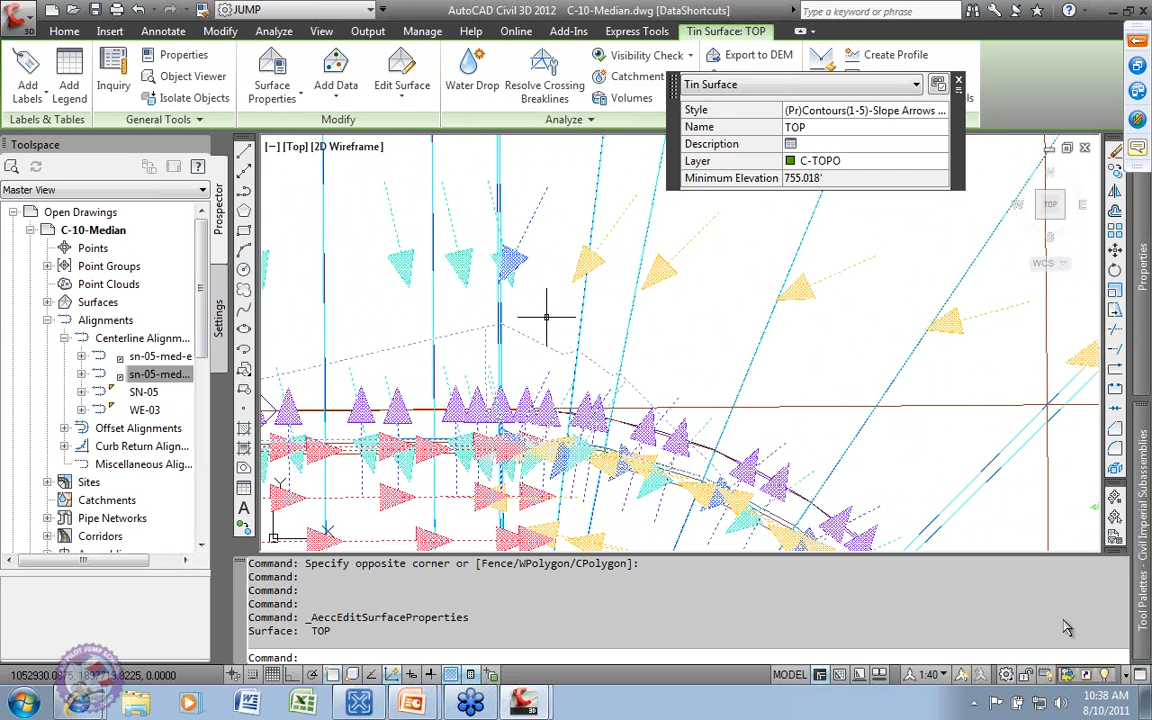 JUMP
AutoCAD Civil 3D 2012
C-10-Median.dwg [DataShortcuts]
Type a keyword or phrase
Home
Insert
Annotate
Modify
Analyze
View
Output
Manage
Help
Online
Add-Ins
Express Tools
Tin Surface: TOP
Add Labels
Add Legend
Labels & Tables
Inquiry
Properties
Object Viewer
Isolate Objects
General Tools
Surface Properties
Add Data
Edit Surface
Modify
Water Drop
Resolve Crossing Breaklines
Visibility Check
Catchment
Volumes
Analyze
Export to DEM
Create Profile
Tin Surface
Style (Pr)Contours(1-5)-Slope Arrows ...
Name TOP
Description
Layer C-TOPO
Minimum Elevation 755.018'
Toolspace
Master View
Open Drawings
C-10-Median
Points
Point Groups
Point Clouds
Surfaces
Alignments
Centerline Alignm...
sn-05-med-e
sn-05-med...
SN-05
WE-03
Offset Alignments
Curb Return Align...
Miscellaneous Alig...
Sites
Catchments
Pipe Networks
Corridors
Prospector
Settings
[−] [Top] [2D Wireframe]
TOP
N
W
E
S
WCS
Y
X
Properties
Tool Palettes - Civil Imperial Subassemblies
Command: Specify opposite corner or [Fence/WPolygon/CPolygon]:
Command:
Command:
Command:
Command: _AeccEditSurfaceProperties
Surface: TOP
Command:
MODEL
1:40
10:38 AM
8/10/2011